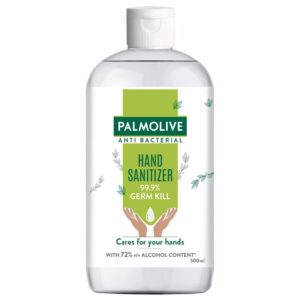 PALMOLIVE
ANTI BACTERIAL
HAND
SANITIZER
99.9%
GERM KILL
Cares for your hands
WITH 72% v/v ALCOHOL CONTENT*
500ml